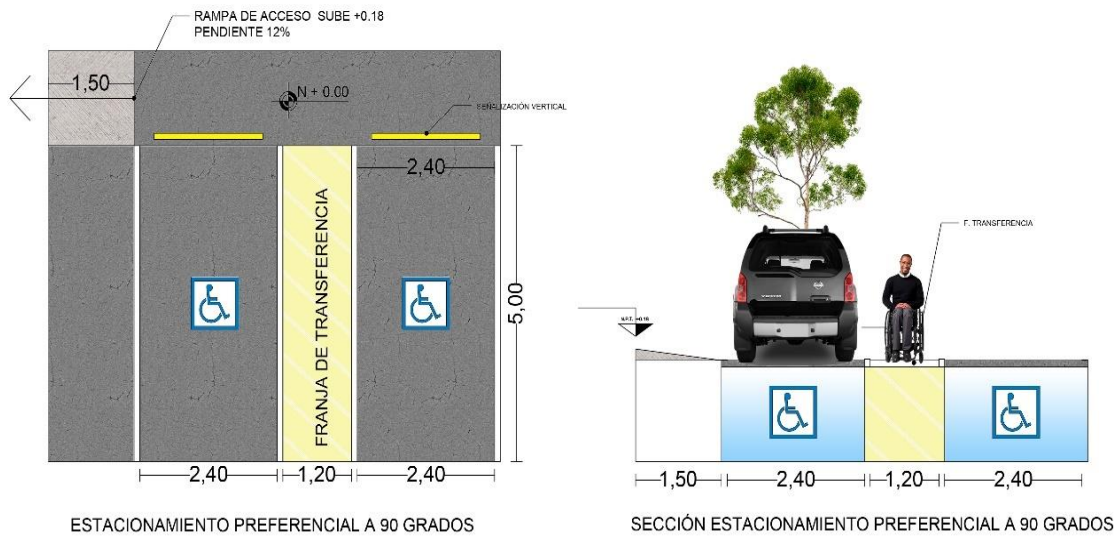 RAMPA DE ACCESO SUBE +0.18
PENDIENTE 12%
1,50
N + 0.00
SEÑALIZACIÓN VERTICAL
2,40
FRANJA DE TRANSFERENCIA
5,00
2,40
1,20
2,40
ESTACIONAMIENTO PREFERENCIAL A 90 GRADOS
F. TRANSFERENCIA
N.P.T. +0.18
1,50
2,40
1,20
2,40
SECCIÓN ESTACIONAMIENTO PREFERENCIAL A 90 GRADOS